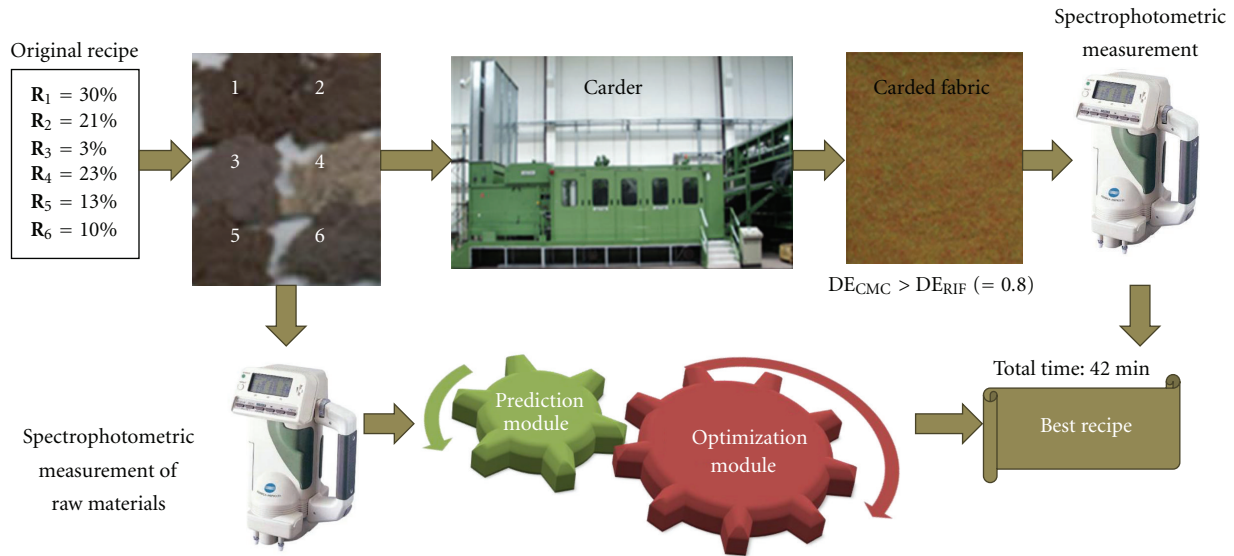 Original recipe
R1 = 30%
R2 = 21%
R3 = 3%
R4 = 23%
R5 = 13%
R6 = 10%
1 2
3 4
5 6
Carder
Carded fabric
DECMC > DERIF (= 0.8)
Spectrophotometric
measurement
Spectrophotometric
measurement of
raw materials
Prediction
module
Optimization
module
Total time: 42 min
Best recipe